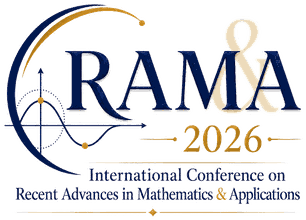 RAMA &
2026
International Conference on
Recent Advances in Mathematics & Applications